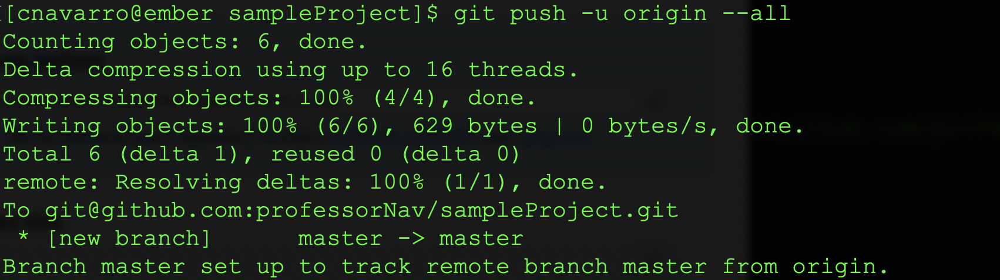 [[cnavarro@ember sampleProject]$ git push -u origin --all
Counting objects: 6, done.
Delta compression using up to 16 threads.
Compressing objects: 100% (4/4), done.
Writing objects: 100% (6/6), 629 bytes | 0 bytes/s, done.
Total 6 (delta 1), reused 0 (delta 0)
remote: Resolving deltas: 100% (1/1), done.
To git@github.com:professorNav/sampleProject.git
 * [new branch]      master -> master
Branch master set up to track remote branch master from origin.